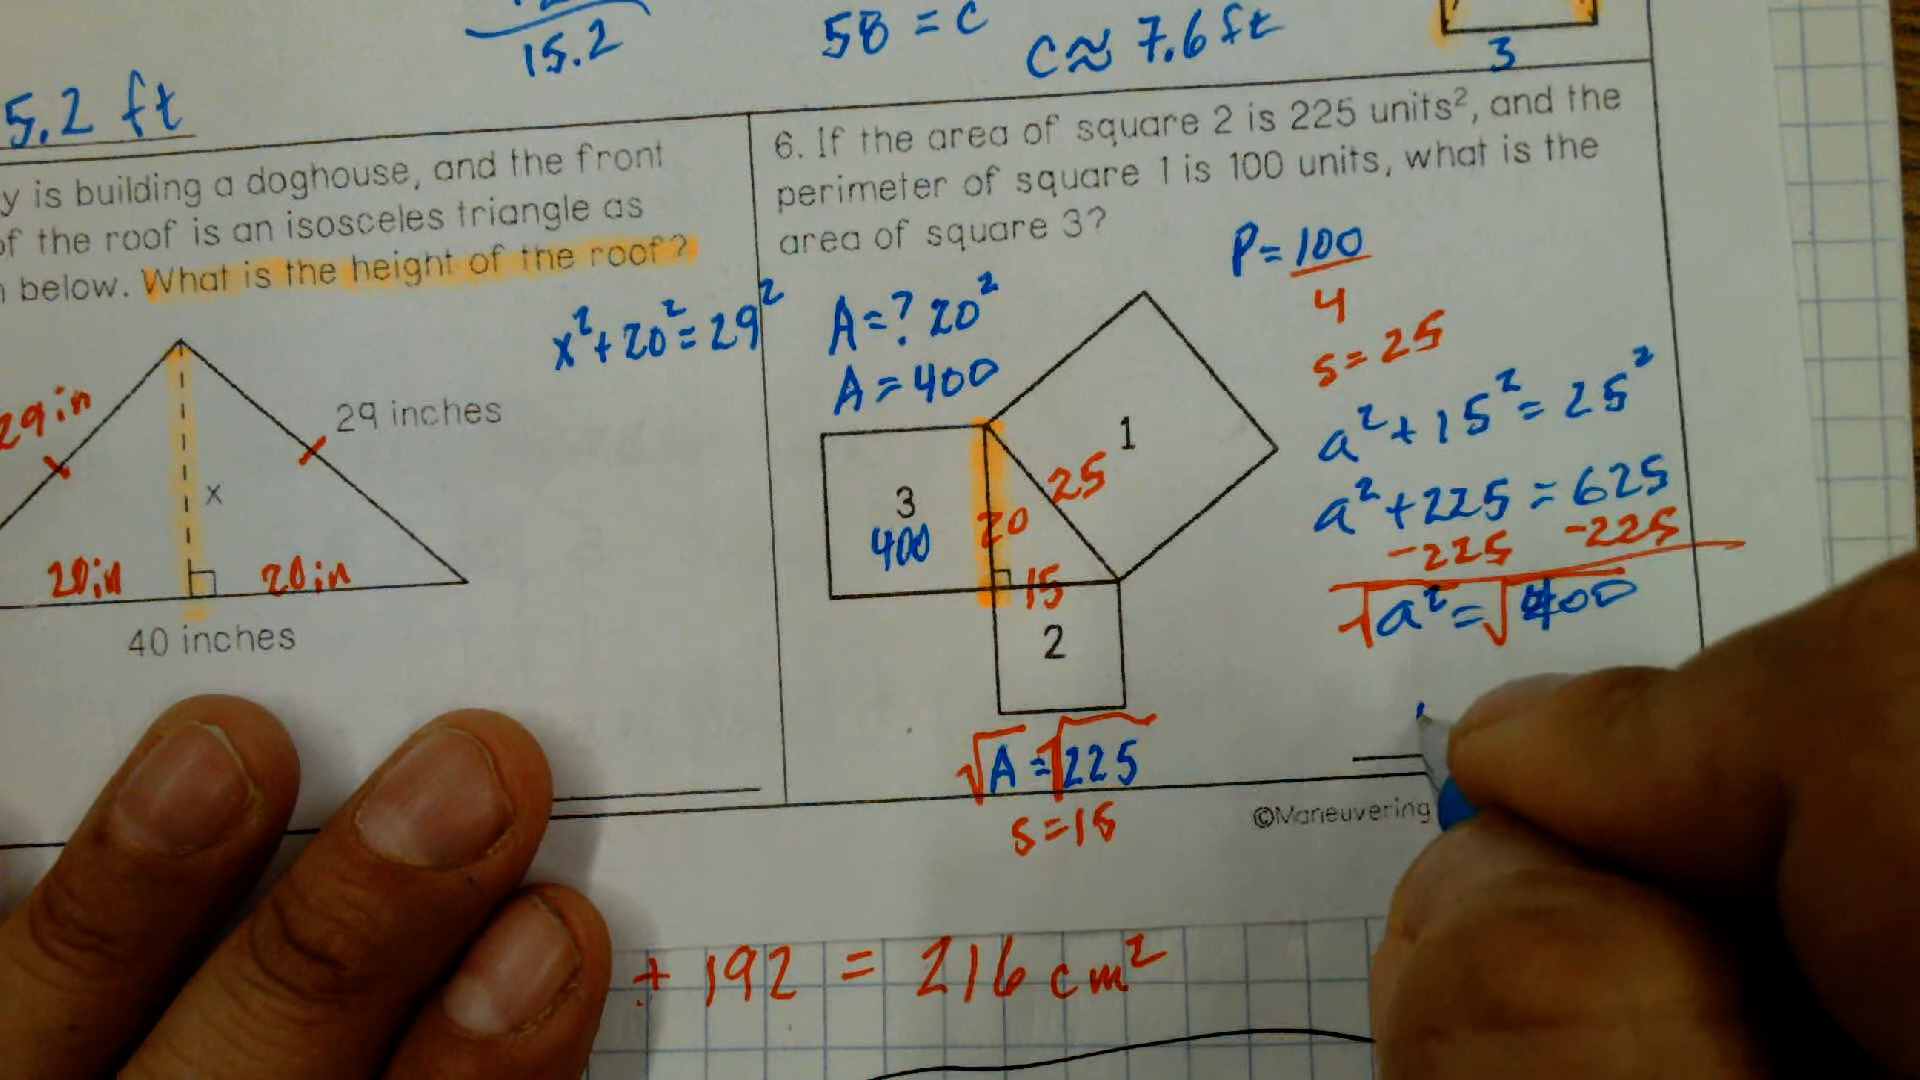 15.2
58 = c
c ≈ 7.6 ft
3
5.2 ft
y is building a doghouse, and the front
of the roof is an isosceles triangle as
below. What is the height of the roof?
x² + 20² = 29²
29 in
29 inches
x
20 in
20 in
40 inches
6. If the area of square 2 is 225 units², and the
perimeter of square 1 is 100 units, what is the
area of square 3?
A = ? 20²
A = 400
P = 100
4
s = 25
a² + 15² = 25²
a² + 225 = 625
-225 -225
√a² = √400
1
25
3
400
20
15
2
√A = √225
s = 15
©Maneuvering
+ 192 = 216 cm²